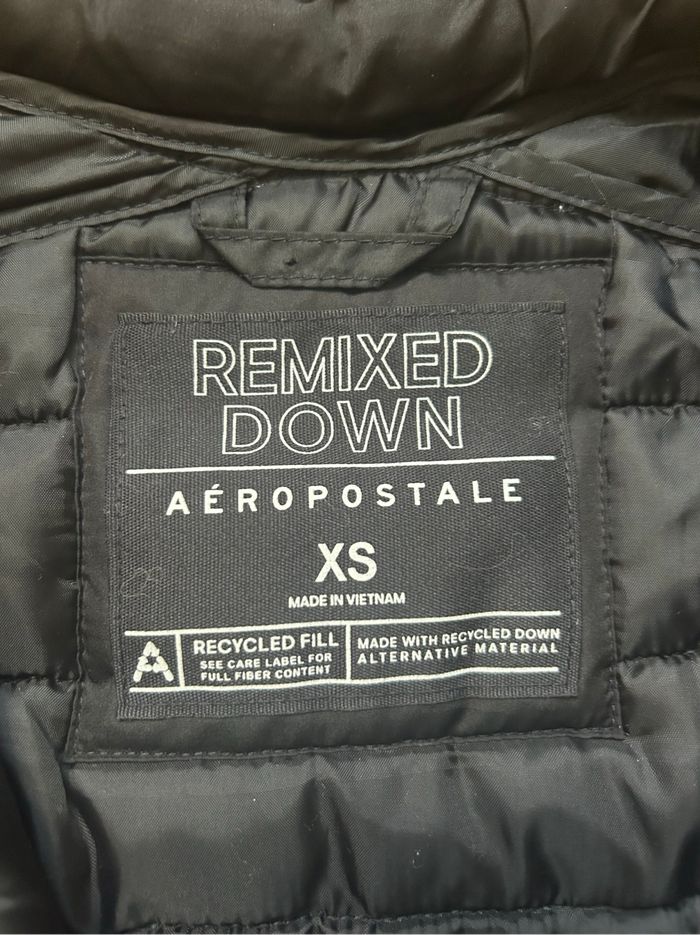 REMIXED
DOWN
AÉROPOSTALE
XS
MADE IN VIETNAM
RECYCLED FILL
SEE CARE LABEL FOR
FULL FIBER CONTENT
MADE WITH RECYCLED DOWN
ALTERNATIVE MATERIAL